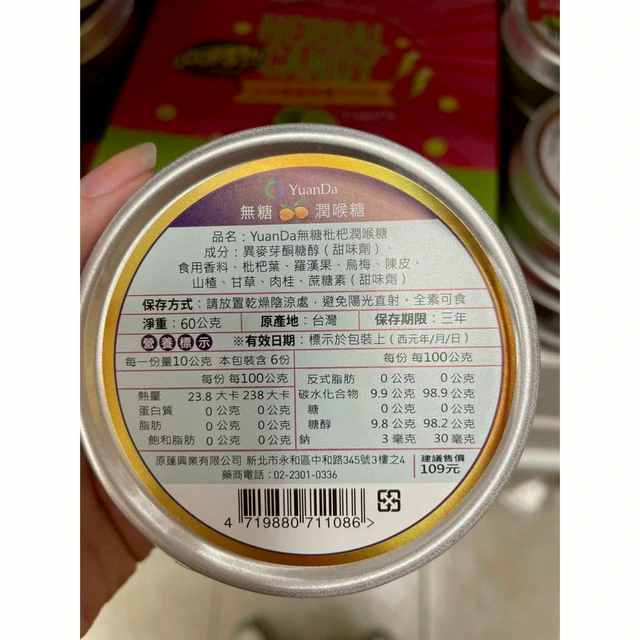 HERBAL
CANDY
YuanDa
無糖 潤喉糖
品名：YuanDa無糖枇杷潤喉糖
成分：異麥芽酮糖醇（甜味劑）、
食用香料、枇杷葉、羅漢果、烏梅、陳皮、
山楂、甘草、肉桂、蔗糖素（甜味劑）
保存方式：請放置乾燥陰涼處，避免陽光直射。全素可食
淨重：60公克 原產地：台灣 保存期限：三年
營養標示 ※有效日期：標示於包裝上（西元年/月/日）
每一份量10公克 本包裝含6份 每份 每100公克
每份 每100公克 反式脂肪 0 公克 0 公克
熱量 23.8 大卡 238 大卡 碳水化合物 9.9 公克 98.9 公克
蛋白質 0 公克 0 公克 糖 0 公克 0 公克
脂肪 0 公克 0 公克 糖醇 9.8 公克 98.2 公克
飽和脂肪 0 公克 0 公克 鈉 3 毫克 30 毫克
原蓬興業有限公司 新北市永和區中和路345號3樓之4
藥商電話：02-2301-0336
建議售價
109元
4 719880 711086>